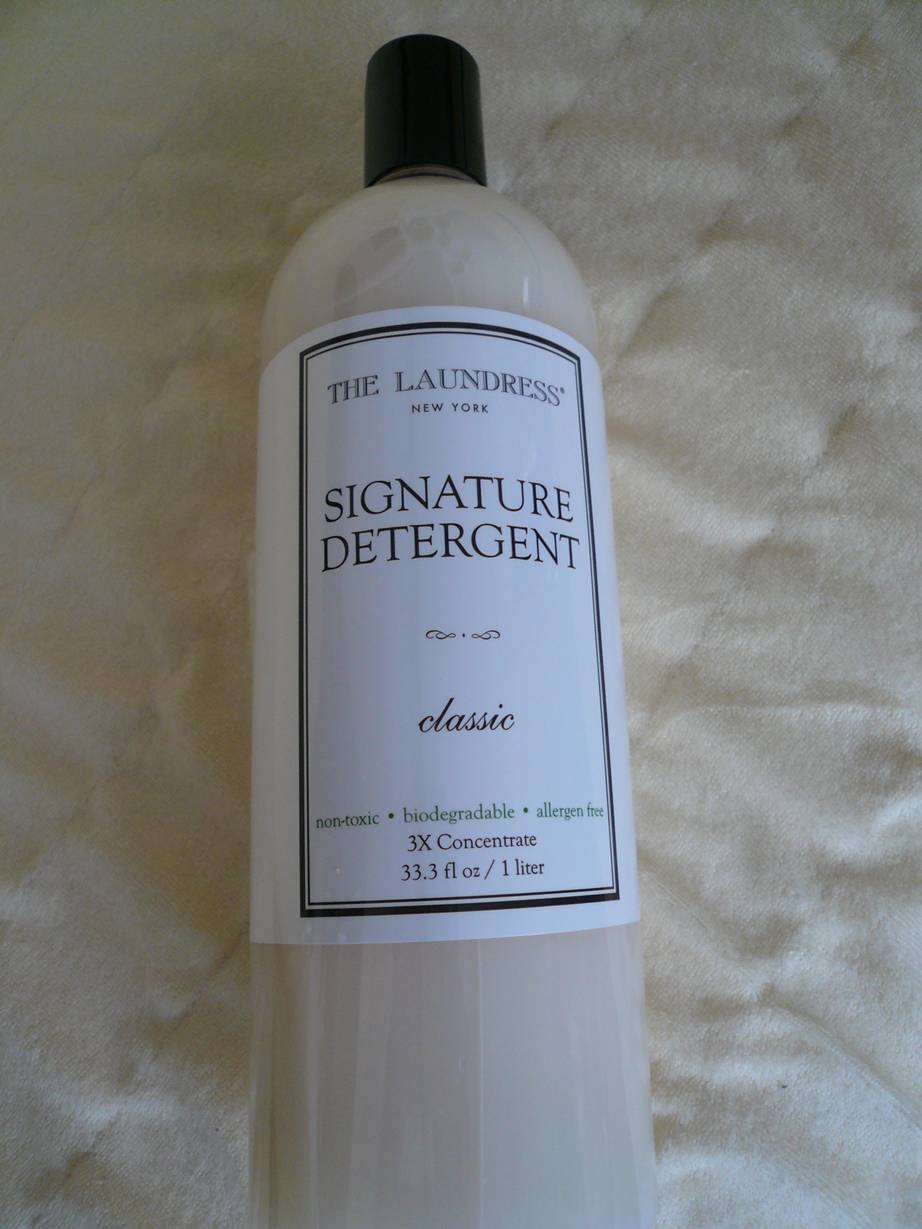 THE LAUNDRESS®
NEW YORK
SIGNATURE
DETERGENT
classic
non-toxic • biodegradable • allergen free
3X Concentrate
33.3 fl oz / 1 liter